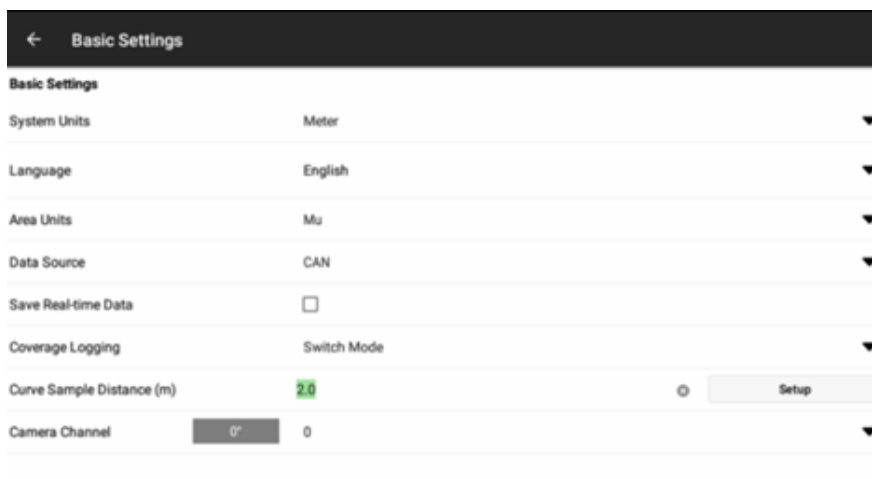 Basic Settings
Basic Settings
System Units Meter
Language English
Area Units Mu
Data Source CAN
Save Real-time Data
Coverage Logging Switch Mode
Curve Sample Distance (m) 2.0 Setup
Camera Channel 0° 0